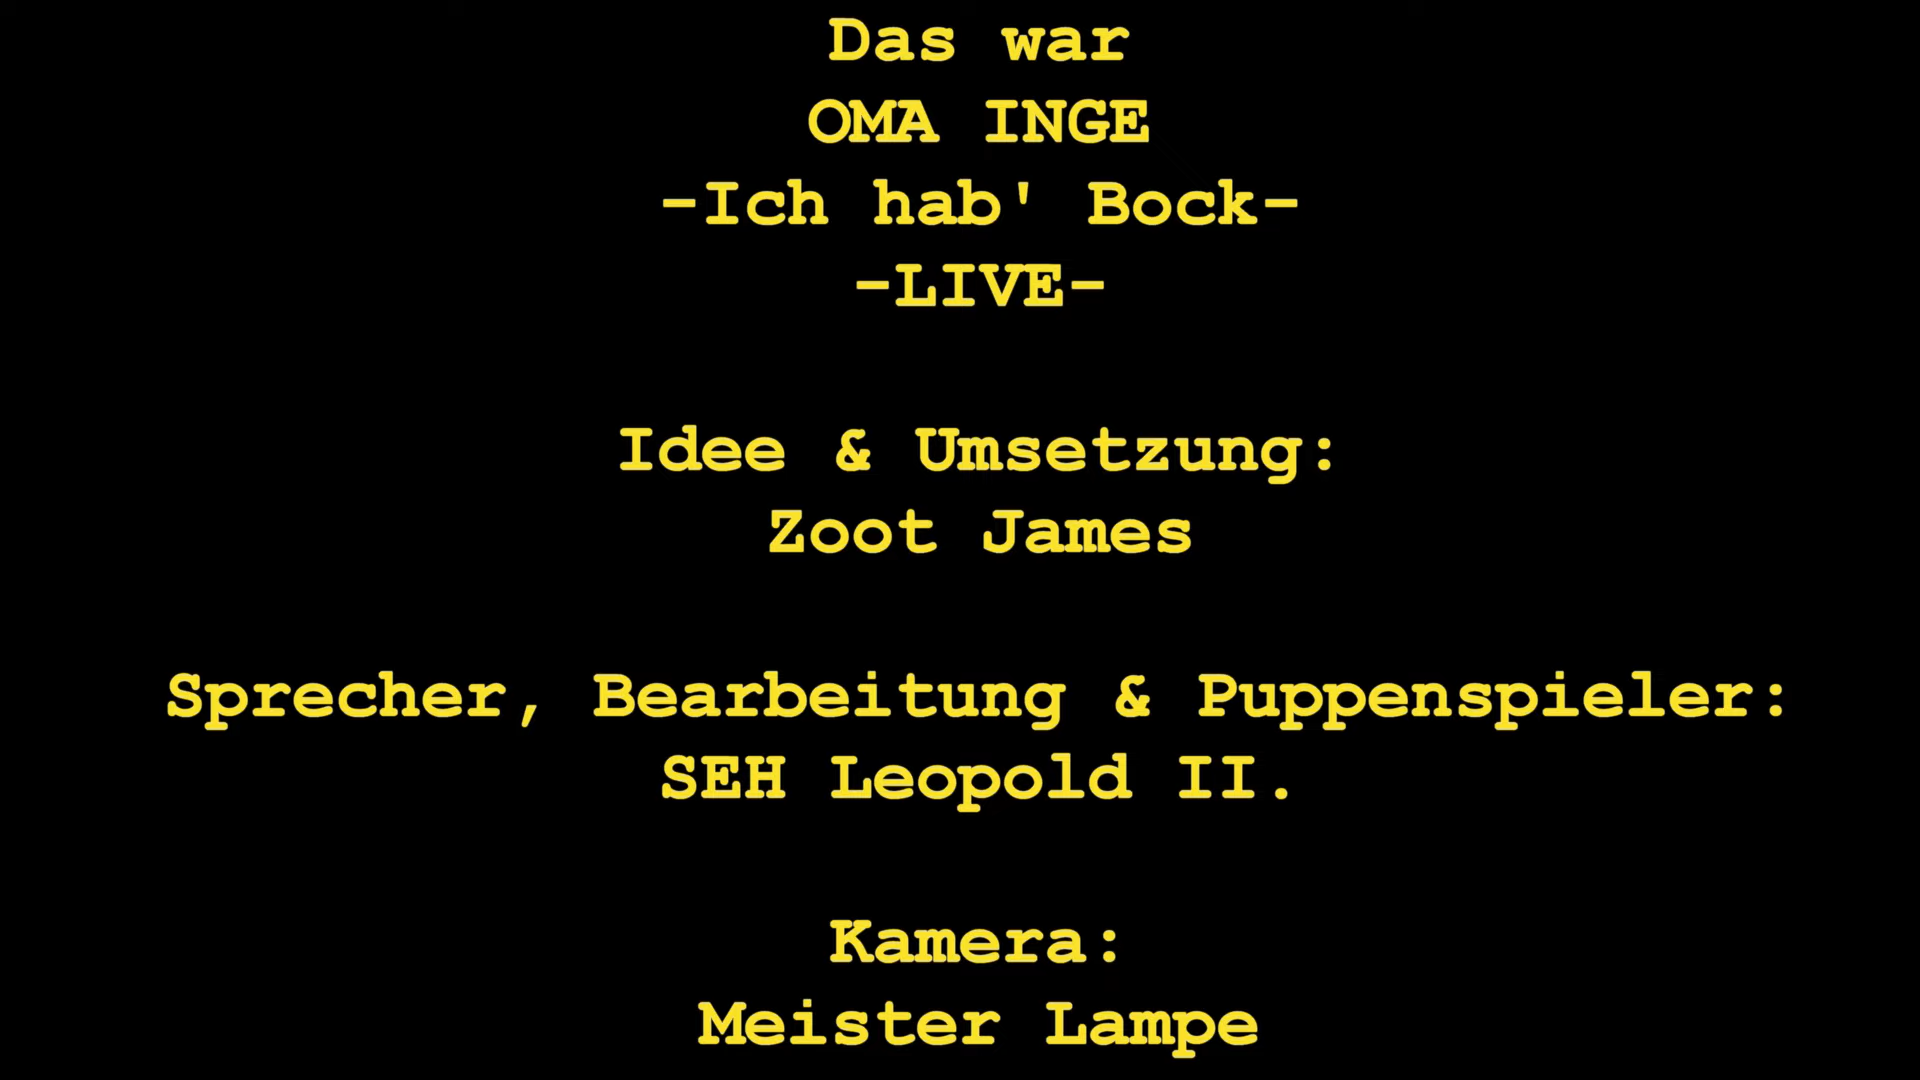 Das war
OMA INGE
-Ich hab' Bock-
-LIVE-
Idee & Umsetzung:
Zoot James
Sprecher, Bearbeitung & Puppenspieler:
SEH Leopold II.
Kamera:
Meister Lampe